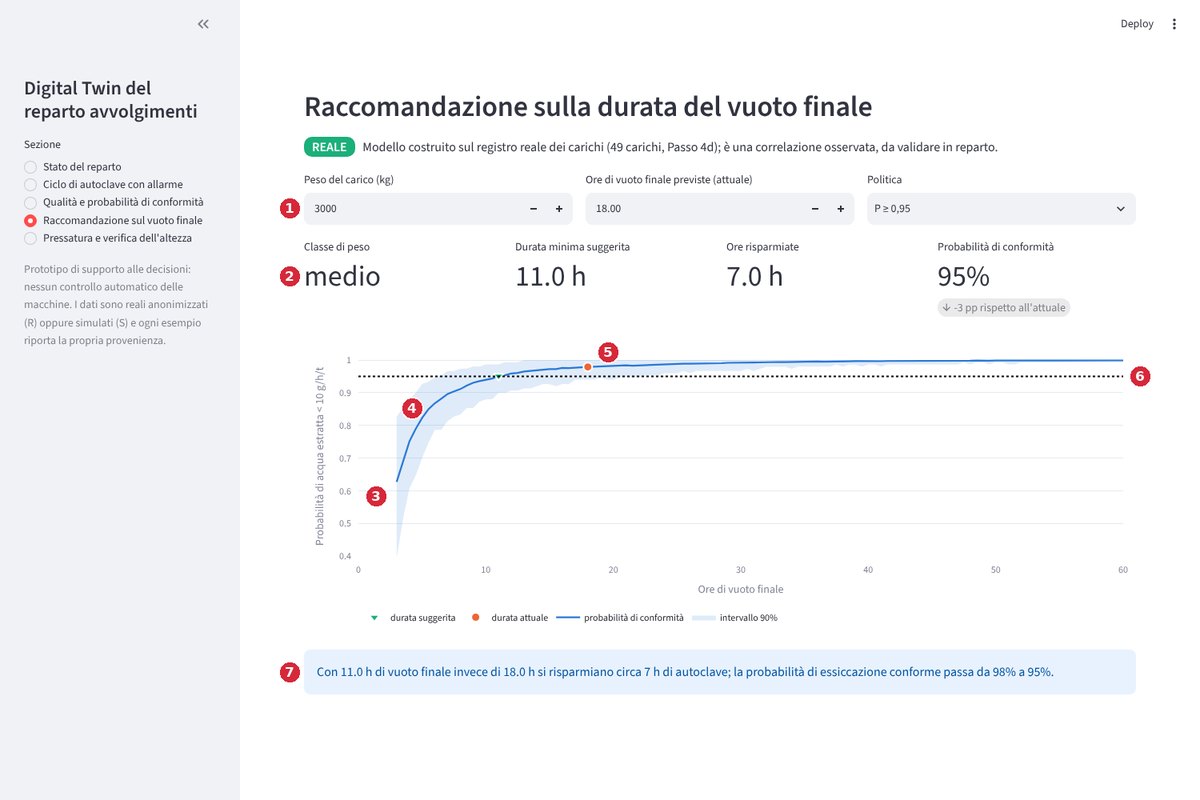 Deploy
Digital Twin del
reparto avvolgimenti
Sezione
Stato del reparto
Ciclo di autoclave con allarme
Qualità e probabilità di conformità
Raccomandazione sul vuoto finale
Pressatura e verifica dell'altezza
Prototipo di supporto alle decisioni:
nessun controllo automatico delle
macchine. I dati sono reali anonimizzati
(R) oppure simulati (S) e ogni esempio
riporta la propria provenienza.
Raccomandazione sulla durata del vuoto finale
REALE Modello costruito sul registro reale dei carichi (49 carichi, Passo 4d); è una correlazione osservata, da validare in reparto.
Peso del carico (kg) Ore di vuoto finale previste (attuale) Politica
1 3000 − + 18.00 − + P ≥ 0,95
Classe di peso Durata minima suggerita Ore risparmiate Probabilità di conformità
2 medio 11.0 h 7.0 h 95%
↓ -3 pp rispetto all'attuale
5
1
6
0.9
4
0.8
0.7
0.6
3
0.5
0.4
Probabilità di acqua estratta < 10 g/h/t
0 10 20 30 40 50 60
Ore di vuoto finale
durata suggerita durata attuale probabilità di conformità intervallo 90%
7 Con 11.0 h di vuoto finale invece di 18.0 h si risparmiano circa 7 h di autoclave; la probabilità di essiccazione conforme passa da 98% a 95%.